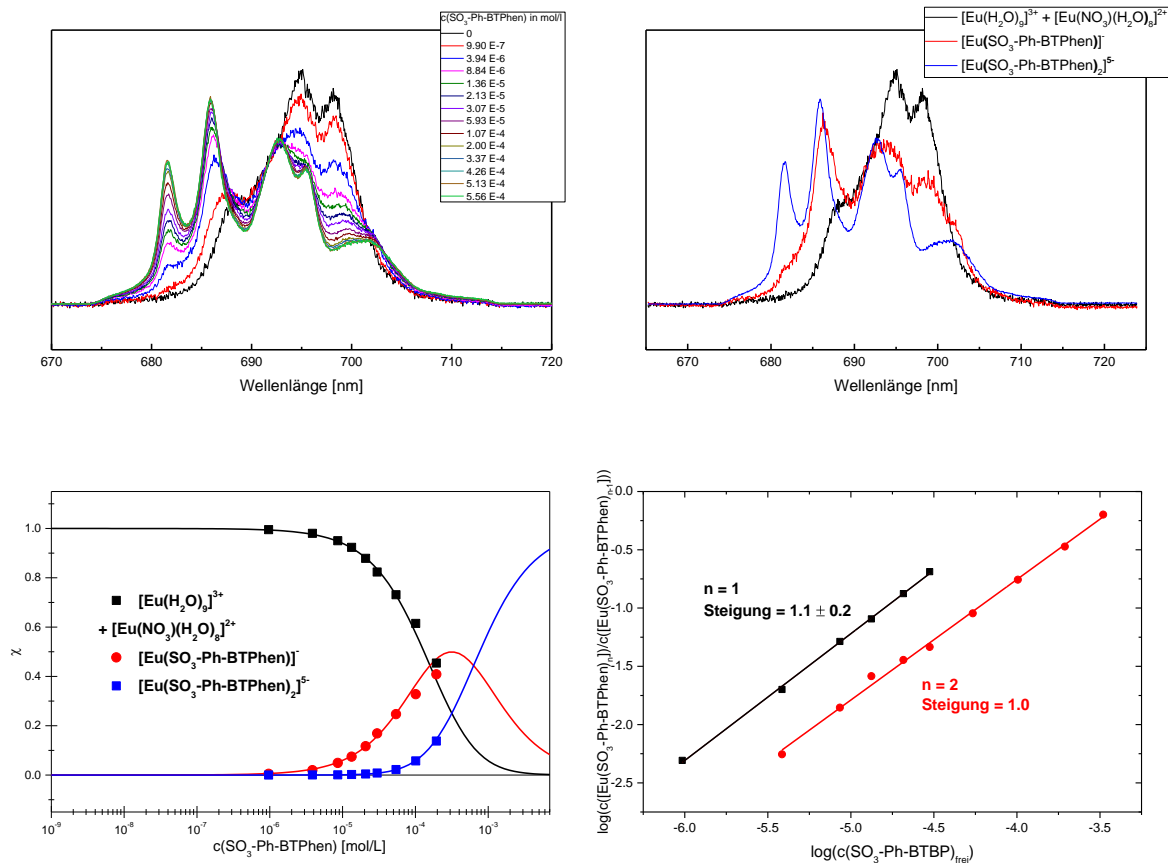 c(SO3-Ph-BTPhen) in mol/l
0
9.90 E-7
3.94 E-6
8.84 E-6
1.36 E-5
2.13 E-5
3.07 E-5
5.93 E-5
1.07 E-4
2.00 E-4
3.37 E-4
4.26 E-4
5.13 E-4
5.56 E-4
670 680 690 700 710 720
Wellenlänge [nm]
[Eu(H2O)9]3+ + [Eu(NO3)(H2O)8]2+
[Eu(SO3-Ph-BTPhen)]-
[Eu(SO3-Ph-BTPhen)2]5-
670 680 690 700 710 720
Wellenlänge [nm]
1.0
0.8
0.6
0.4
0.2
0.0
χ
[Eu(H2O)9]3+
+ [Eu(NO3)(H2O)8]2+
[Eu(SO3-Ph-BTPhen)]-
[Eu(SO3-Ph-BTPhen)2]5-
10-9 10-8 10-7 10-6 10-5 10-4 10-3
c(SO3-Ph-BTPhen) [mol/L]
log(c([Eu(SO3-Ph-BTPhen)n])/c([Eu(SO3-Ph-BTPhen)n-1]))
0.0
-0.5
-1.0
-1.5
-2.0
-2.5
n = 1
Steigung = 1.1 ± 0.2
n = 2
Steigung = 1.0
-6.0 -5.5 -5.0 -4.5 -4.0 -3.5
log(c(SO3-Ph-BTBP)frei)